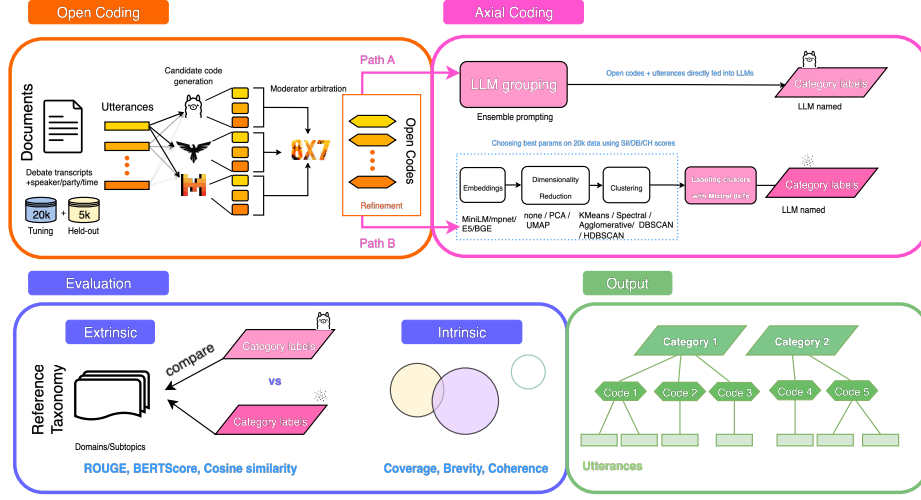 Open Coding
Axial Coding
Documents
Utterances
Candidate code
generation
Moderator arbitration
8X7
Open Codes
Refinement
Debate transcripts
+speaker/party/time
20k
+
5k
Tuning
Held-out
Path A
Path B
LLM grouping
Ensemble prompting
Open codes + utterances directly fed into LLMs
Category labels
LLM named
Choosing best params on 20k data using Sil/DB/CH scores
Embeddings
Dimensionality
Reduction
Clustering
MiniLM/mpnet/
E5/BGE
none / PCA /
UMAP
KMeans / Spectral /
Agglomerative/ DBSCAN
/ HDBSCAN
Labeling clusters
with Mixtral 8x7b
Category labels
LLM named
Evaluation
Extrinsic
Reference
Taxonomy
Domains/Subtopics
compare
Category labels
vs
Category labels
ROUGE, BERTScore, Cosine similarity
Intrinsic
Coverage, Brevity, Coherence
Output
Category 1
Category 2
Code 1
Code 2
Code 3
Code 4
Code 5
Utterances